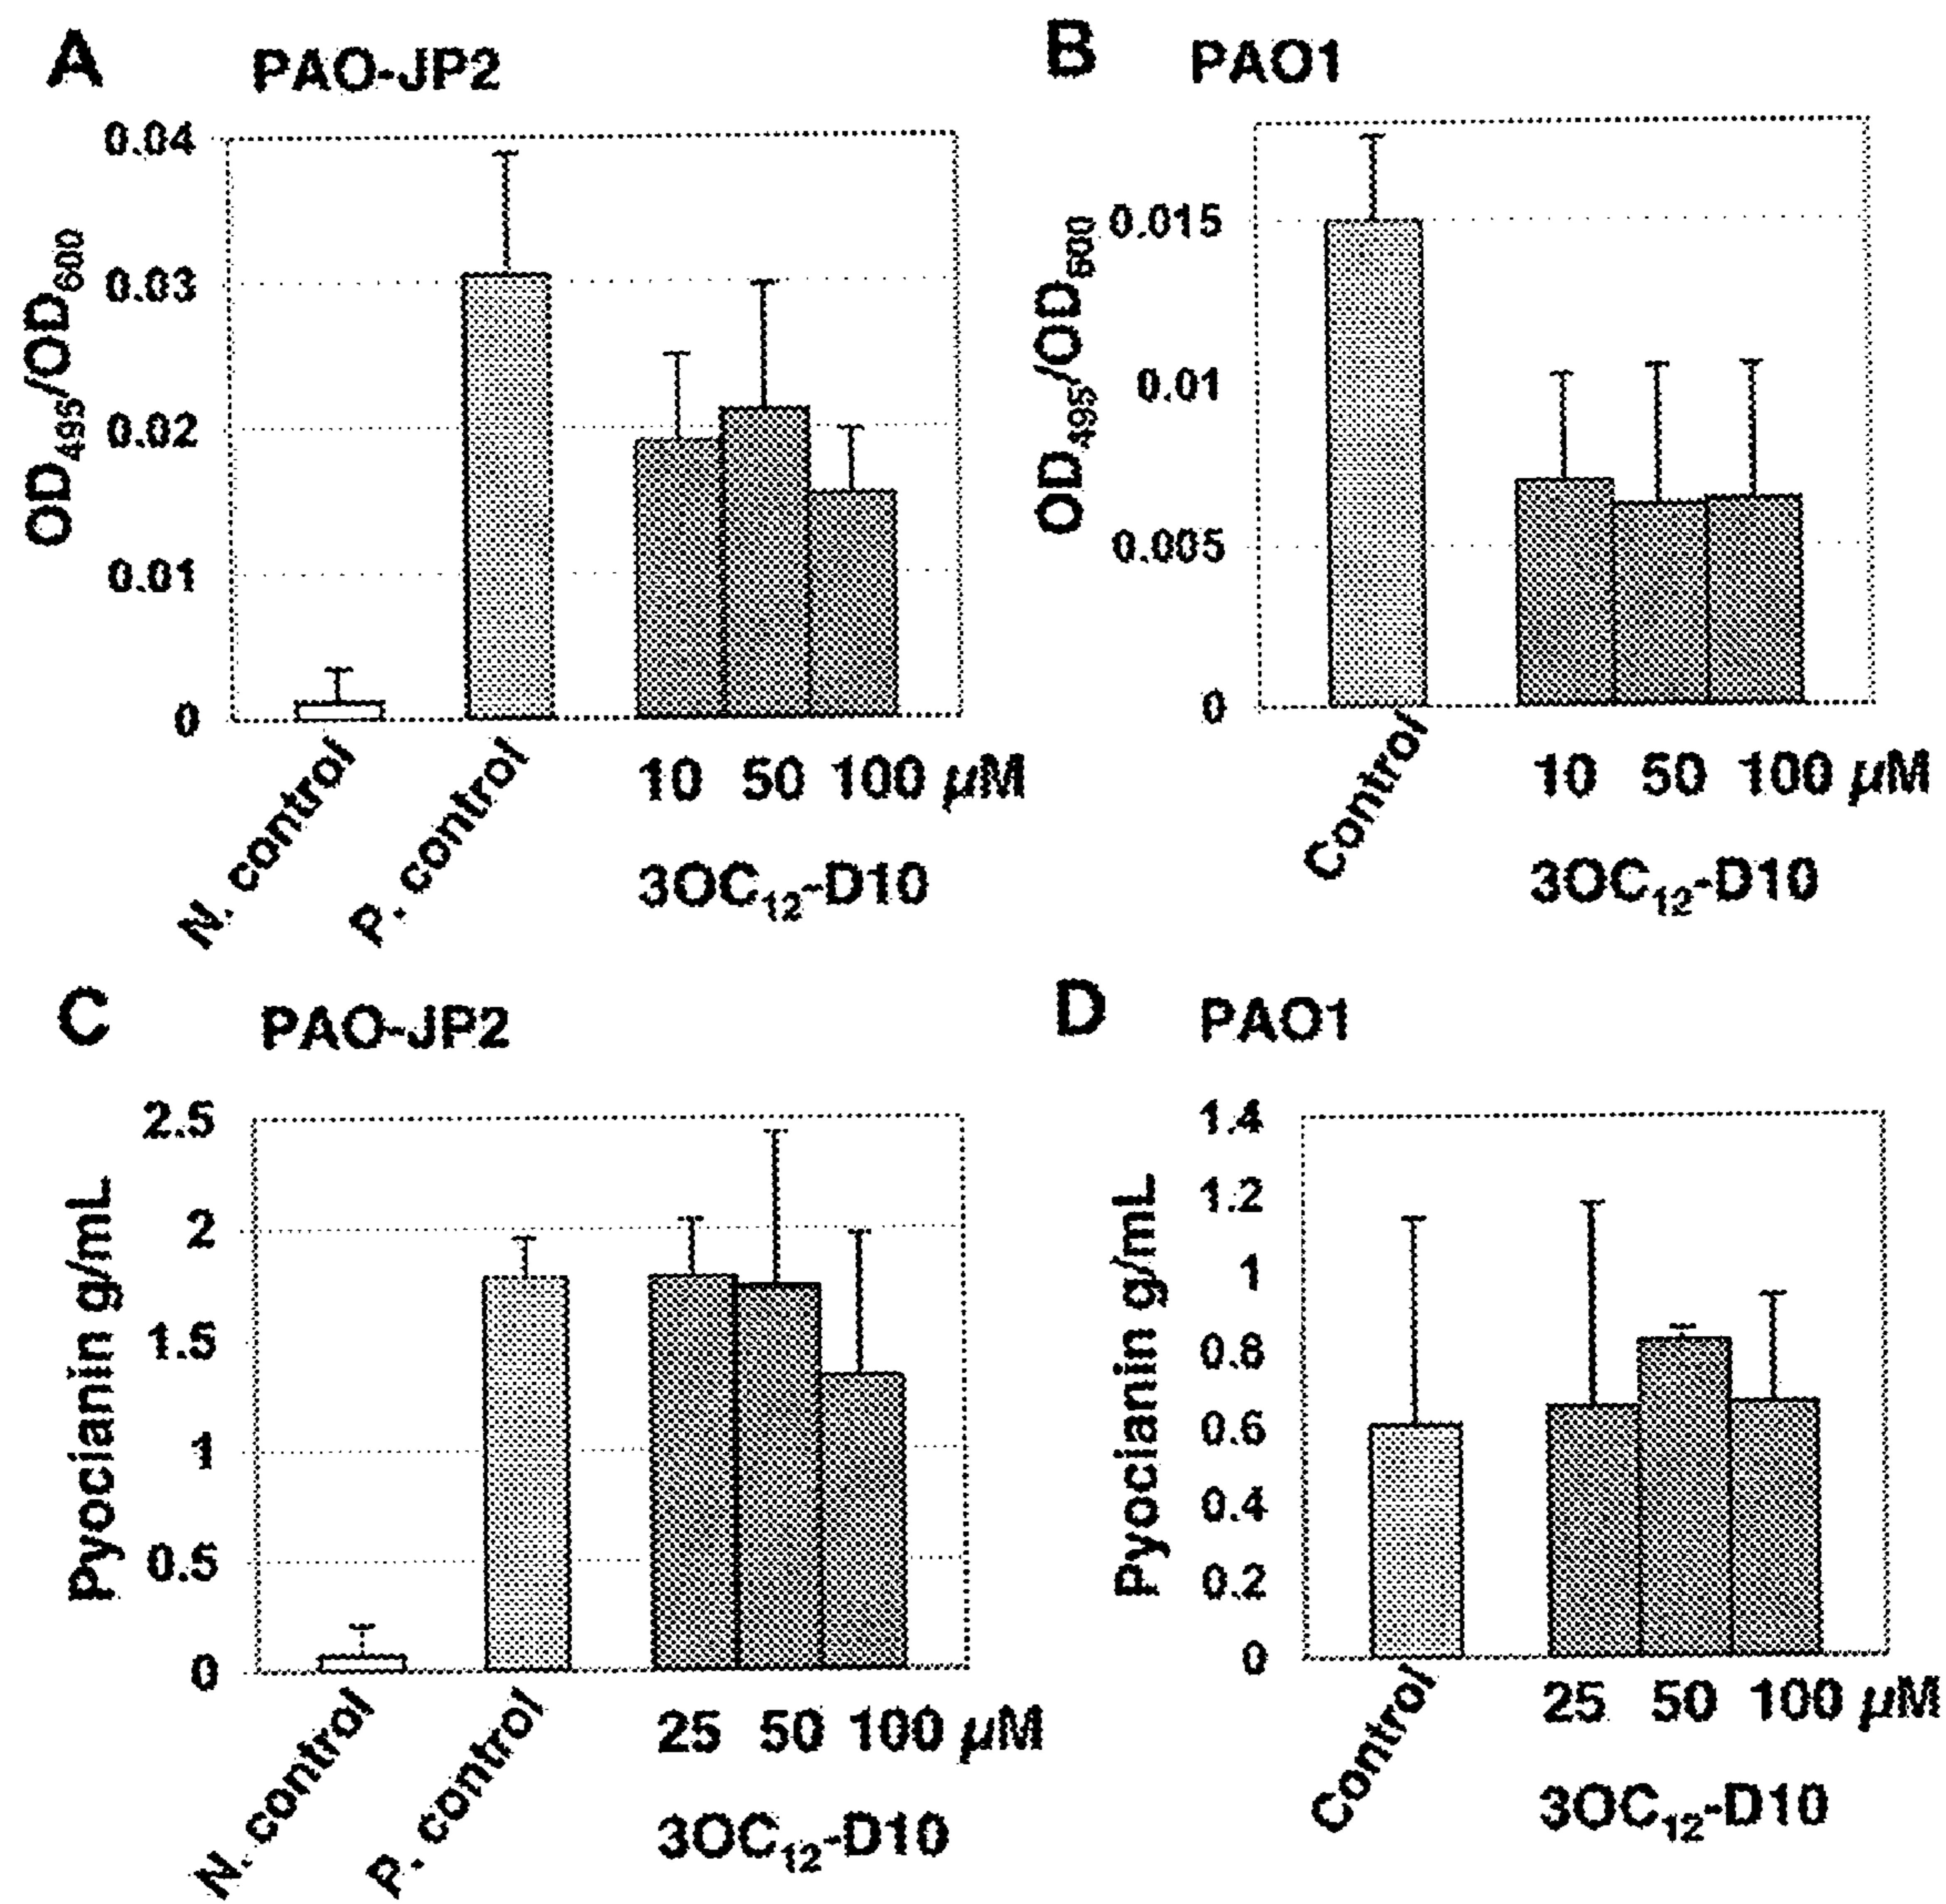 A PAO-JP2
0.04
0.03
0.02
0.01
0
OD495/OD600
N. control
P. control
10 50 100 µM
3OC12-D10
B PAO1
0.015
0.01
0.005
0
OD495/OD600
Control
10 50 100 µM
3OC12-D10
C PAO-JP2
2.5
2
1.5
1
0.5
0
Pyocianin g/mL
N. control
P. control
25 50 100 µM
3OC12-D10
D PAO1
1.4
1.2
1
0.8
0.6
0.4
0.2
0
Pyocianin g/mL
Control
25 50 100 µM
3OC12-D10